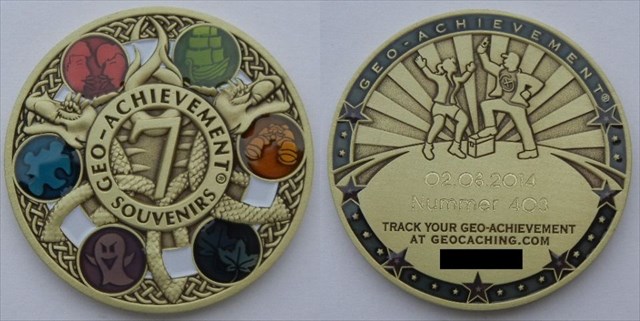 GEO-ACHIEVEMENT®
7
SOUVENIRS
GEO-ACHIEVEMENT®
02.08.2014
Nummer 403
TRACK YOUR GEO-ACHIEVEMENT
AT GEOCACHING.COM